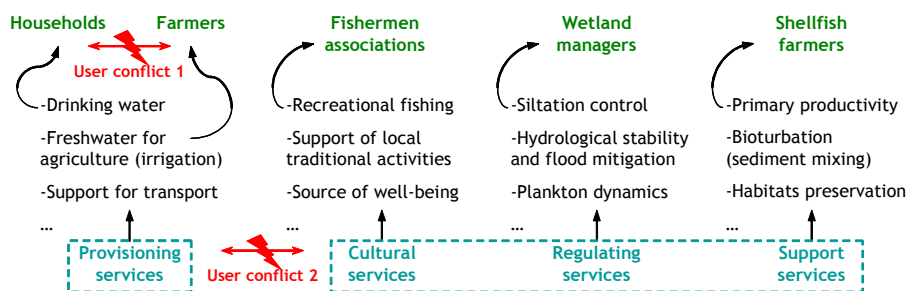 Households
Farmers
User conflict 1
Fishermen
associations
Wetland
managers
Shellfish
farmers
-Drinking water
-Freshwater for
agriculture (irrigation)
-Support for transport
...
-Recreational fishing
-Support of local
traditional activities
-Source of well-being
...
-Siltation control
-Hydrological stability
and flood mitigation
-Plankton dynamics
...
-Primary productivity
-Bioturbation
(sediment mixing)
-Habitats preservation
...
Provisioning
services
User conflict 2
Cultural
services
Regulating
services
Support
services